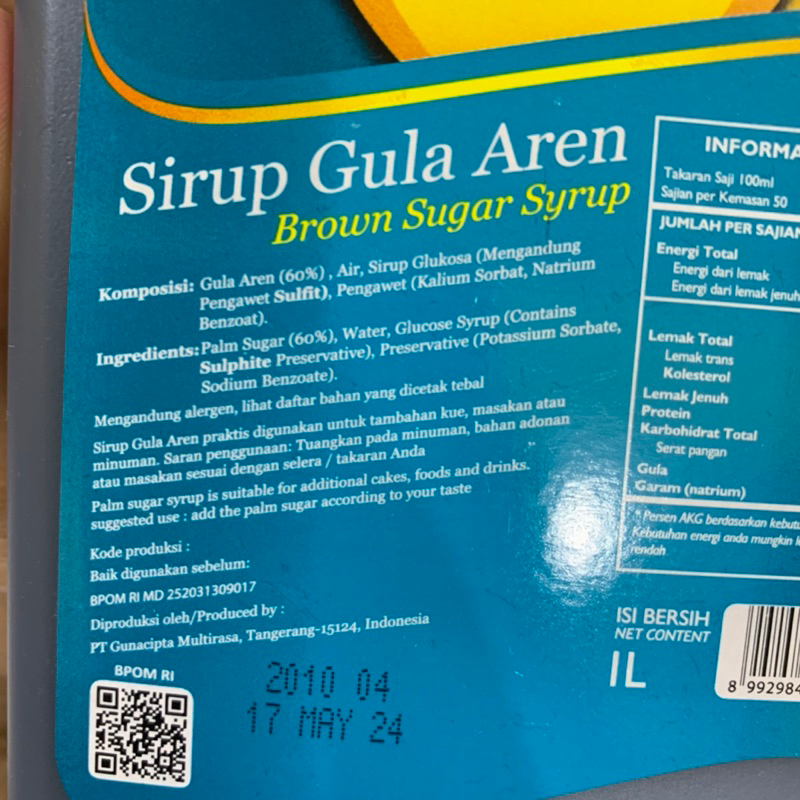 Sirup Gula Aren
Brown Sugar Syrup
Komposisi: Gula Aren (60%) , Air, Sirup Glukosa (Mengandung
Pengawet Sulfit), Pengawet (Kalium Sorbat, Natrium
Benzoat).
Ingredients: Palm Sugar (60%), Water, Glucose Syrup (Contains
Sulphite Preservative), Preservative (Potassium Sorbate,
Sodium Benzoate).
Mengandung alergen, lihat daftar bahan yang dicetak tebal
Sirup Gula Aren praktis digunakan untuk tambahan kue, masakan atau
minuman. Saran penggunaan: Tuangkan pada minuman, bahan adonan
atau masakan sesuai dengan selera / takaran Anda
Palm sugar syrup is suitable for additional cakes, foods and drinks.
suggested use : add the palm sugar according to your taste
Kode produksi :
Baik digunakan sebelum:
BPOM RI MD 252031309017
Diproduksi oleh/Produced by :
PT Gunacipta Multirasa, Tangerang-15124, Indonesia
BPOM RI
2010 04
17 MAY 24
INFORMA
Takaran Saji 100ml
Sajian per Kemasan 50
JUMLAH PER SAJIAN
Energi Total
Energi dari lemak
Energi dari lemak jenuh
Lemak Total
Lemak trans
Kolesterol
Lemak Jenuh
Protein
Karbohidrat Total
Serat pangan
Gula
Garam (natrium)
* Persen AKG berdasarkan kebutu
Kebutuhan energi anda mungkin
rendah
ISI BERSIH
NET CONTENT
1L
8 992984